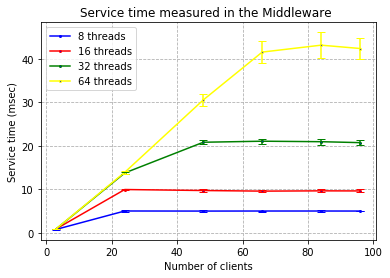 Service time measured in the Middleware
8 threads
16 threads
32 threads
64 threads
Service time (msec)
40
30
20
10
0
0
20
40
60
80
100
Number of clients